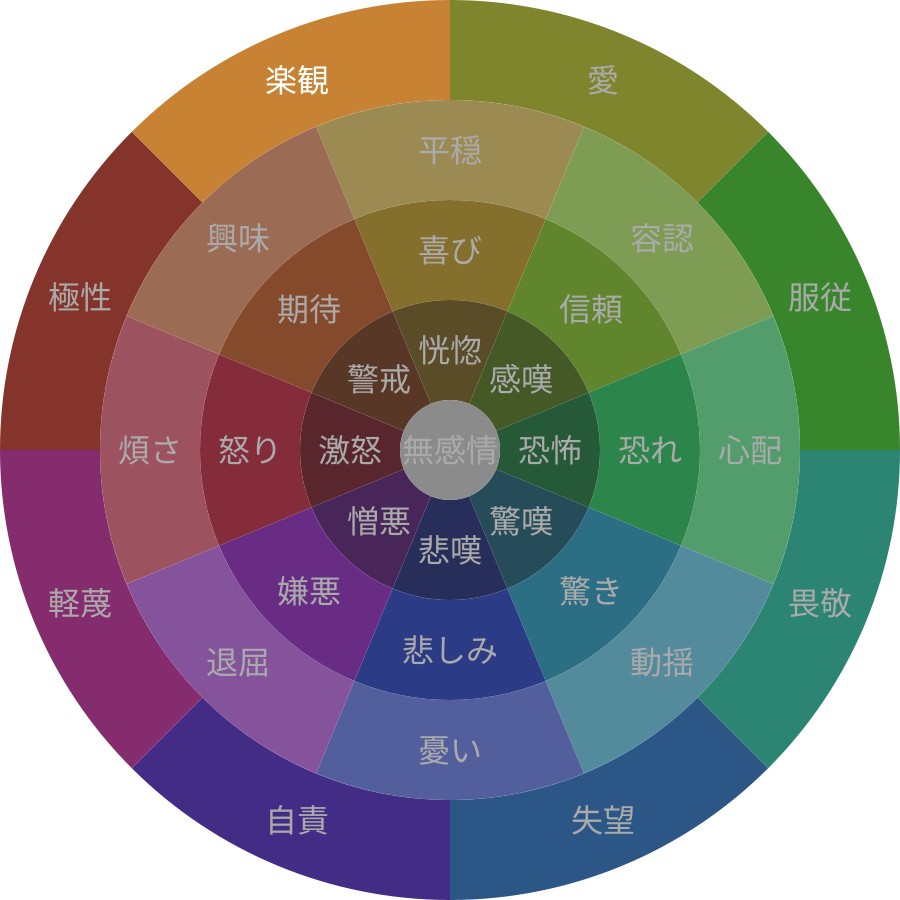 楽観
愛
平穏
興味
容認
喜び
極性
期待
信頼
服従
恍惚
警戒
感嘆
煩さ
怒り
激怒
無感情
恐怖
恐れ
心配
憎悪
驚嘆
悲嘆
軽蔑
嫌悪
驚き
畏敬
悲しみ
退屈
動揺
憂い
自責
失望